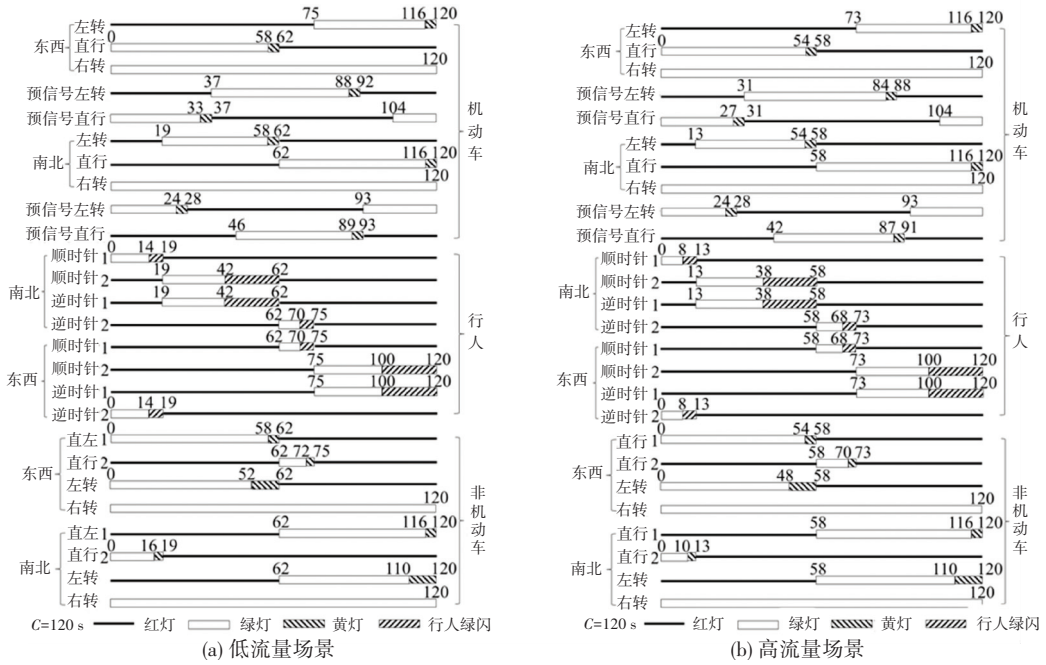 75 116 120
左转
0 58 62
东西 直行
120
右转
37 88 92
预信号左转
33 37 104
预信号直行
19 58 62
左转
62 116 120
南北 直行
120
右转
24 28 93
预信号左转
46 89 93
预信号直行
机动车
0 14 19
顺时针1
19 42 62
顺时针2
南北
19 42 62
逆时针1
62 70 75
逆时针2
62 70 75
顺时针1
75 100 120
顺时针2
东西
75 100 120
逆时针1
0 14 19
逆时针2
行人
0 58 62
直左1
62 72 75
直行2
东西
0 52 62
左转
120
右转
62 116 120
直左1
0 16 19
直行2
南北
62 110 120
左转
120
右转
非机动车
C=120 s 红灯 绿灯 黄灯 行人绿闪
(a) 低流量场景
73 116 120
左转
0 54 58
东西 直行
120
右转
31 84 88
预信号左转
27 31 104
预信号直行
13 54 58
左转
58 116 120
南北 直行
120
右转
24 28 93
预信号左转
42 87 91
预信号直行
机动车
0 8 13
顺时针1
13 38 58
顺时针2
南北
13 38 58
逆时针1
58 68 73
逆时针2
58 68 73
顺时针1
73 100 120
顺时针2
东西
73 100 120
逆时针1
0 8 13
逆时针2
行人
0 54 58
直行1
58 70 73
直行2
东西
0 48 58
左转
120
右转
58 116 120
直行1
0 10 13
直行2
南北
58 110 120
左转
120
右转
非机动车
C=120 s 红灯 绿灯 黄灯 行人绿闪
(b) 高流量场景